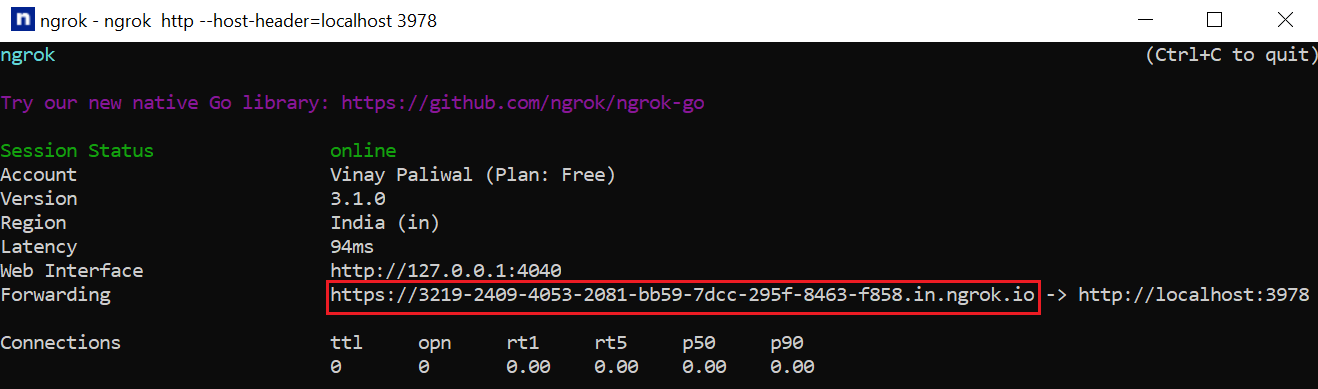 n ngrok - ngrok  http --host-header=localhost 3978
ngrok (Ctrl+C to quit)
Try our new native Go library: https://github.com/ngrok/ngrok-go
Session Status online
Account Vinay Paliwal (Plan: Free)
Version 3.1.0
Region India (in)
Latency 94ms
Web Interface http://127.0.0.1:4040
Forwarding https://3219-2409-4053-2081-bb59-7dcc-295f-8463-f858.in.ngrok.io -> http://localhost:3978
Connections ttl opn rt1 rt5 p50 p90
0 0 0.00 0.00 0.00 0.00